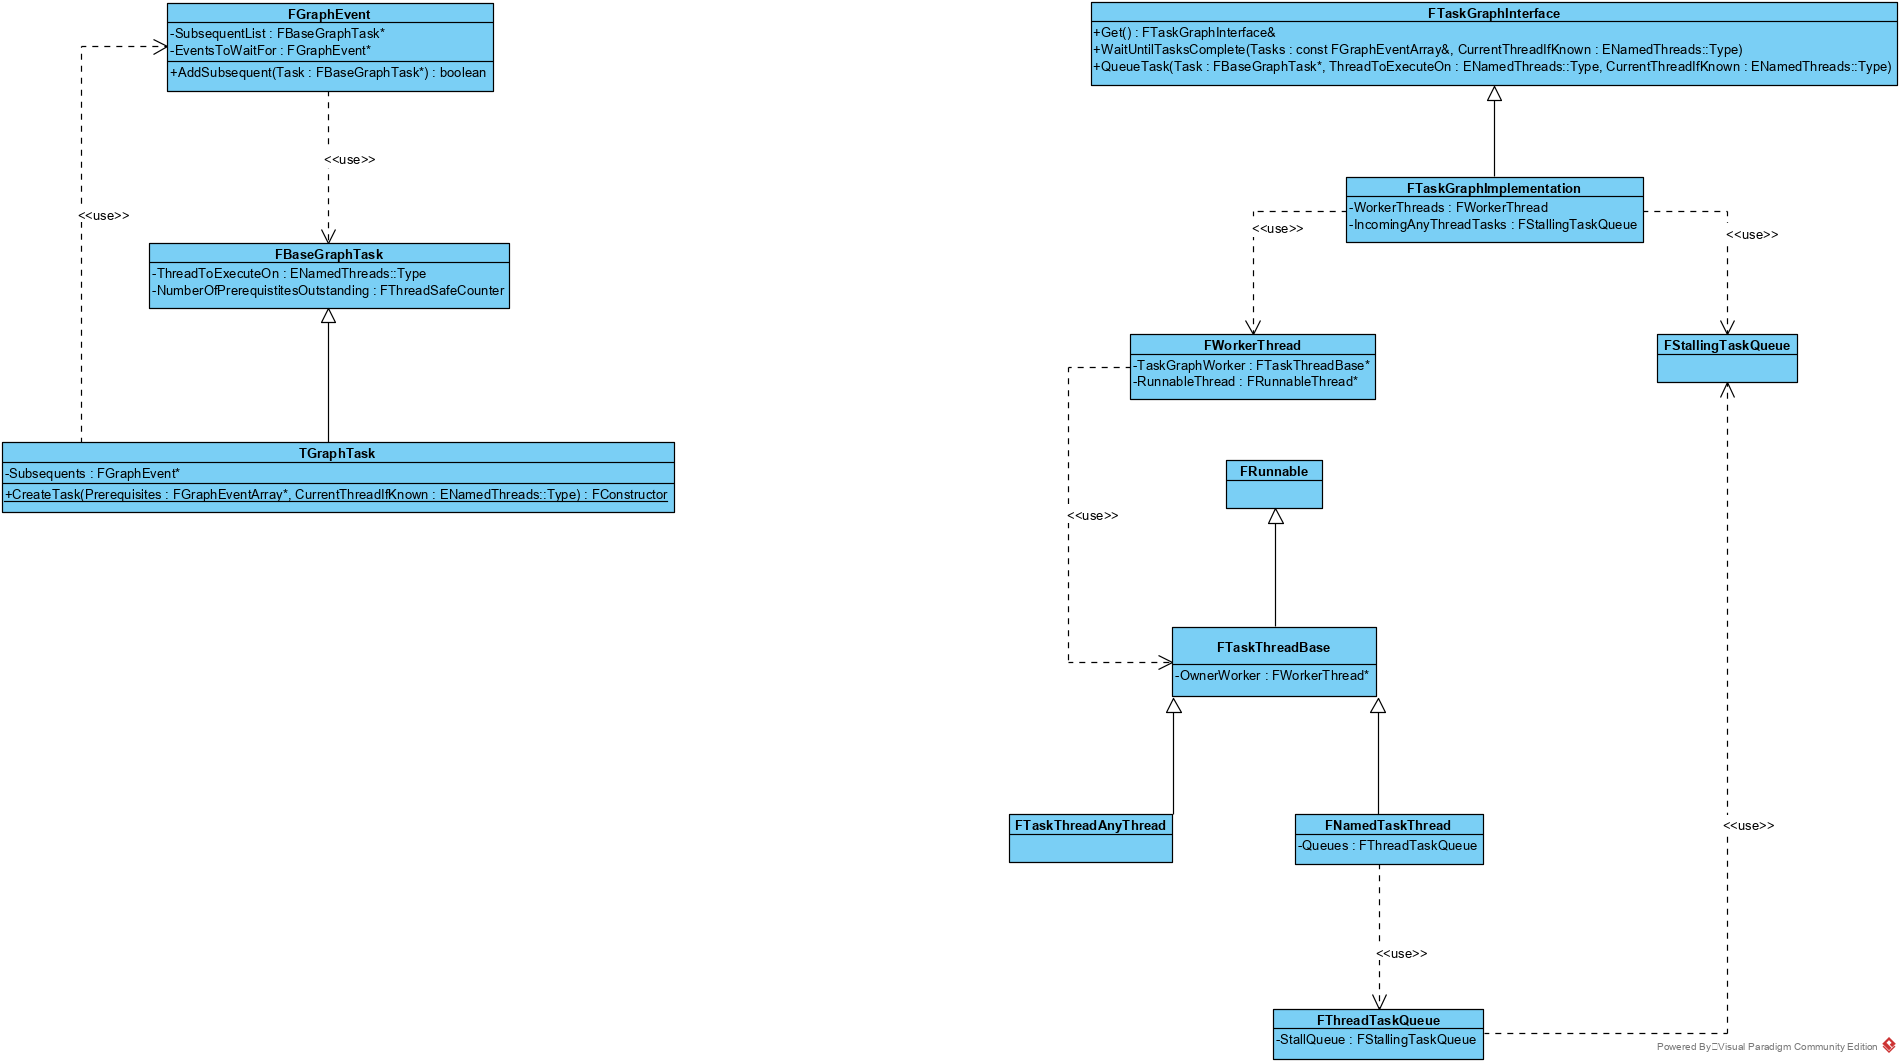 FGraphEvent
-SubsequentList : FBaseGraphTask*
-EventsToWaitFor : FGraphEvent*
+AddSubsequent(Task : FBaseGraphTask*) : boolean
<<use>>
<<use>>
FBaseGraphTask
-ThreadToExecuteOn : ENamedThreads::Type
-NumberOfPrerequistitesOutstanding : FThreadSafeCounter
TGraphTask
-Subsequents : FGraphEvent*
+CreateTask(Prerequisites : FGraphEventArray*, CurrentThreadIfKnown : ENamedThreads::Type) : FConstructor
FTaskGraphInterface
+Get() : FTaskGraphInterface&
+WaitUntilTasksComplete(Tasks : const FGraphEventArray&, CurrentThreadIfKnown : ENamedThreads::Type)
+QueueTask(Task : FBaseGraphTask*, ThreadToExecuteOn : ENamedThreads::Type, CurrentThreadIfKnown : ENamedThreads::Type)
FTaskGraphImplementation
-WorkerThreads : FWorkerThread
-IncomingAnyThreadTasks : FStallingTaskQueue
<<use>>
<<use>>
FWorkerThread
-TaskGraphWorker : FTaskThreadBase*
-RunnableThread : FRunnableThread*
FStallingTaskQueue
FRunnable
<<use>>
FTaskThreadBase
-OwnerWorker : FWorkerThread*
FTaskThreadAnyThread
FNamedTaskThread
-Queues : FThreadTaskQueue
<<use>>
<<use>>
FThreadTaskQueue
-StallQueue : FStallingTaskQueue
Powered By Visual Paradigm Community Edition